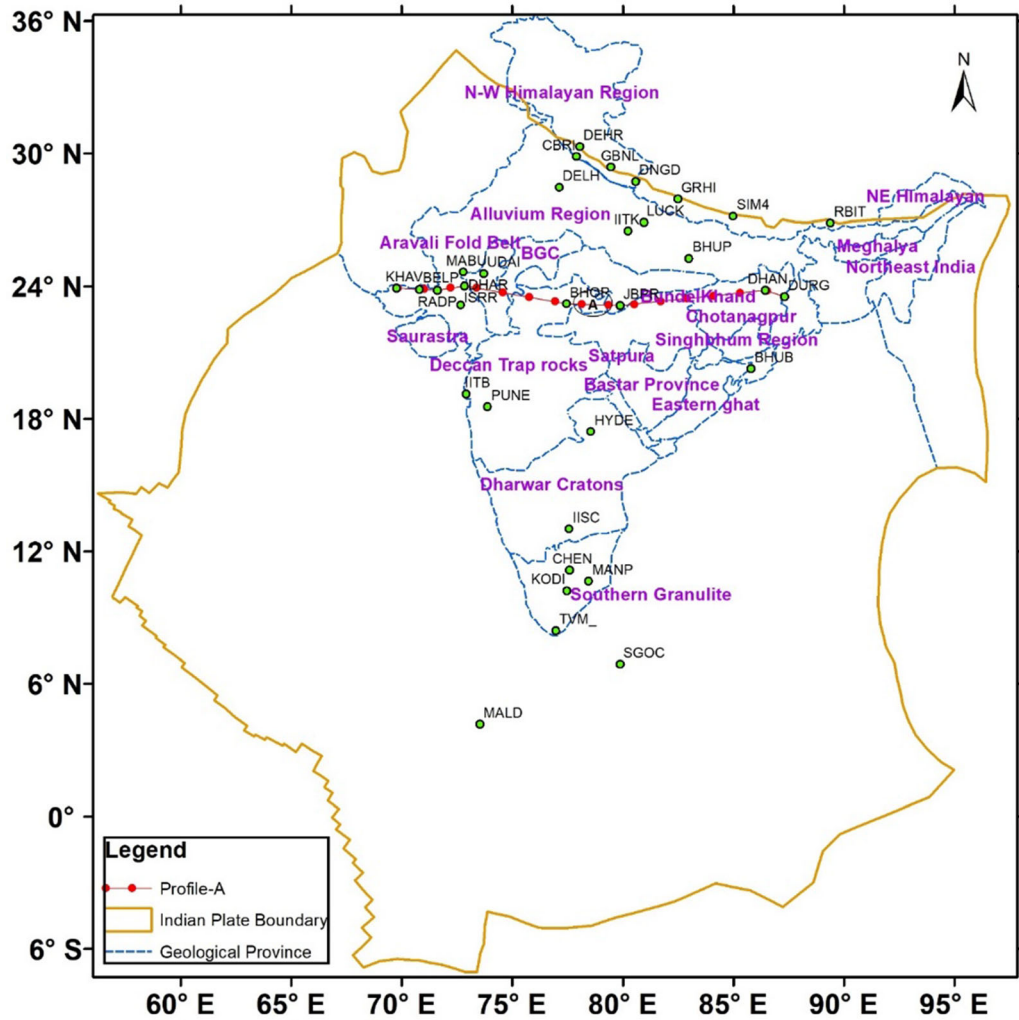 36° N
N
N-W Himalayan Region
30° N
DEHR
CBRI
GBNL
DNGD
DELH
GRHI
NE Himalayan
SIM4
RBIT
LUCK
Alluvium Region
IITK
Aravali Fold Belt
BGC
BHUP
Meghalya
MABU
UDAI
Northeast India
24° N
KHAV
BELP
DHAR
DHAN
DURG
RADP
ISRR
BHOP
A
JBPR
BundelKhand
Chotanagpur
Saurastra
Singhbhum Region
Deccan Trap rocks
Satpura
BHUB
IITB
Bastar Province
PUNE
Eastern ghat
18° N
HYDE
Dharwar Cratons
IISC
12° N
CHEN
MANP
KODI
Southern Granulite
TVM_
6° N
SGOC
MALD
0°
Legend
Profile-A
Indian Plate Boundary
Geological Province
6° S
60° E
65° E
70° E
75° E
80° E
85° E
90° E
95° E